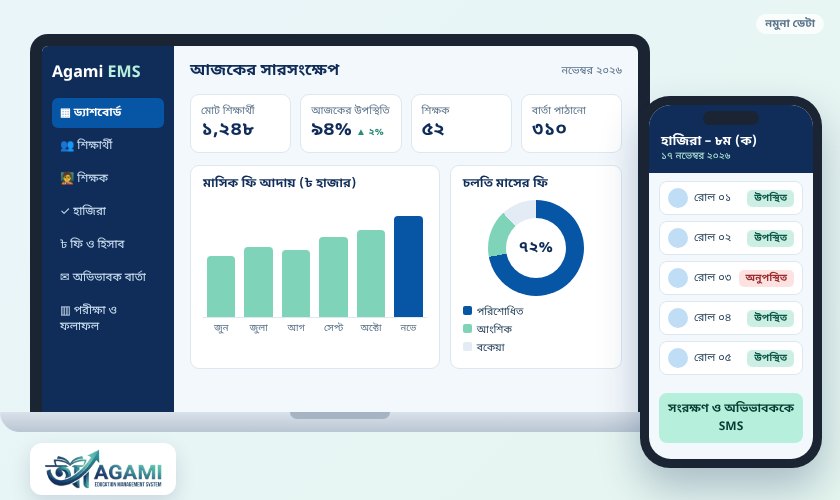 নমুনা ডেটা
Agami EMS
ড্যাশবোর্ড
শিক্ষার্থী
শিক্ষক
✓ হাজিরা
৳ ফি ও হিসাব
✉ অভিভাবক বার্তা
পরীক্ষা ও
ফলাফল
আজকের সারসংক্ষেপ
নভেম্বর ২০২৬
মোট শিক্ষার্থী
১,২৪৮
আজকের উপস্থিতি
৯৪% ▲ ২%
শিক্ষক
৫২
বার্তা পাঠানো
৩১০
মাসিক ফি আদায় (৳ হাজার)
জুন জুলা আগ সেপ্ট অক্টো নভে
চলতি মাসের ফি
৭২%
পরিশোধিত
আংশিক
বকেয়া
হাজিরা – ৮ম (ক)
১৭ নভেম্বর ২০২৬
রোল ০১ উপস্থিত
রোল ০২ উপস্থিত
রোল ০৩ অনুপস্থিত
রোল ০৪ উপস্থিত
রোল ০৫ উপস্থিত
সংরক্ষণ ও অভিভাবককে
SMS
AGAMI
EDUCATION MANAGEMENT SYSTEM